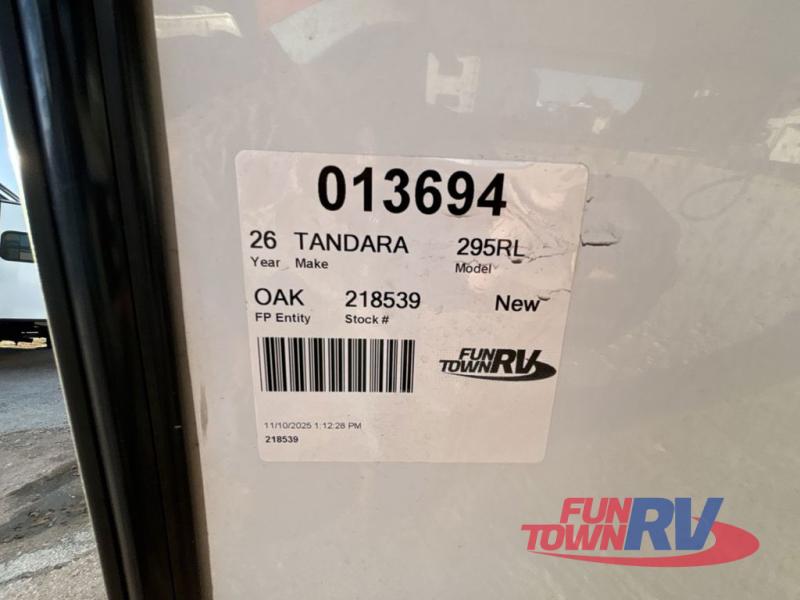 013694
26 TANDARA 295RL
Year Make Model
OAK 218539 New
FP Entity Stock #
FUN
TOWN RV
11/10/2025 1:12:28 PM
218539
FUN
TOWN RV